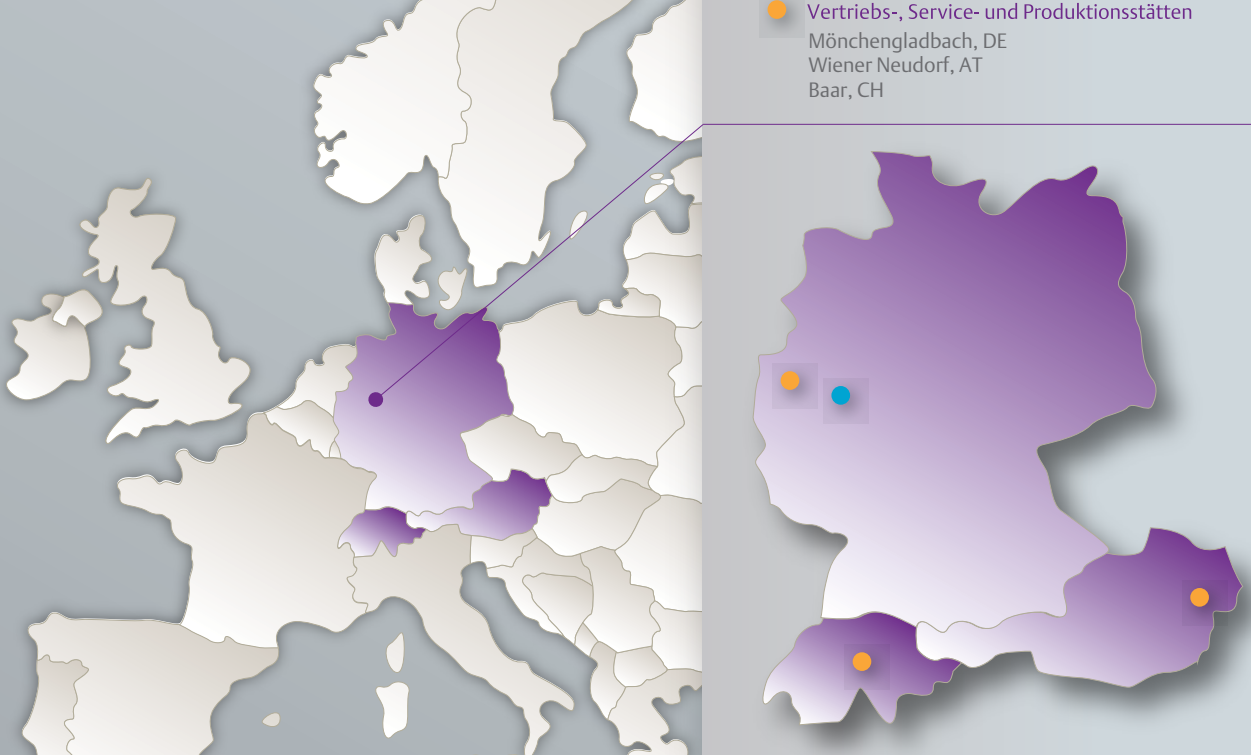 Vertriebs-, Service- und Produktionsstätten
Mönchengladbach, DE
Wiener Neudorf, AT
Baar, CH